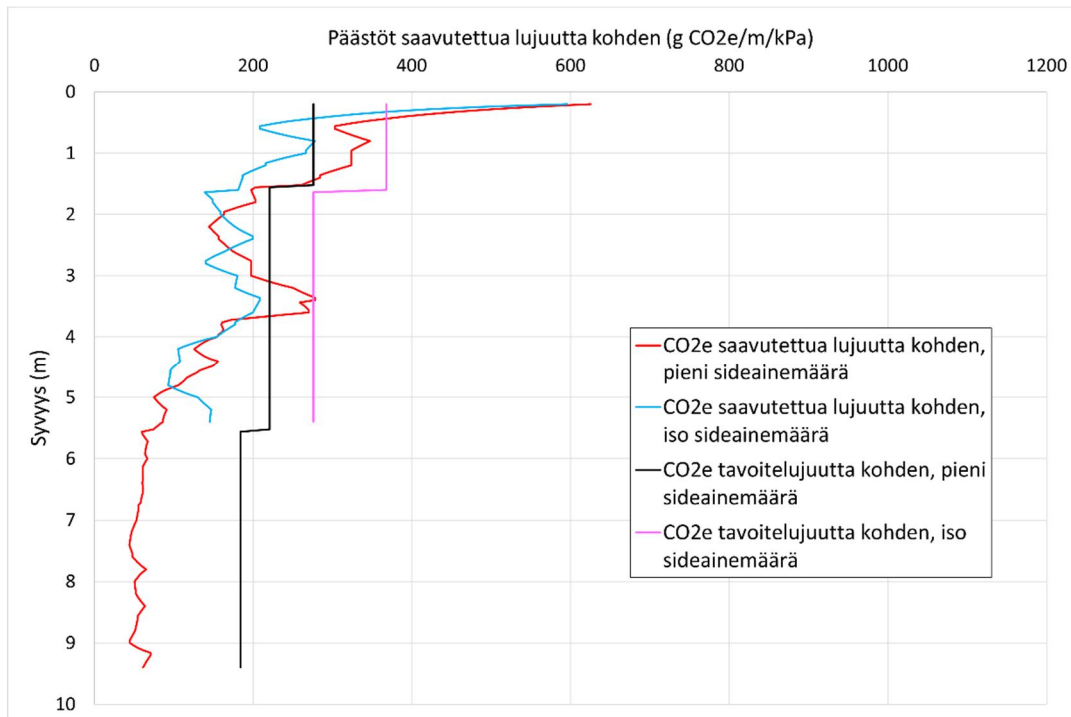 Päästöt saavutettua lujuutta kohden (g CO2e/m/kPa)
0 200 400 600 800 1000 1200
0
1
2
3
4
5
6
7
8
9
10
Syvyys (m)
CO2e saavutettua lujuutta kohden,
pieni sideainemäärä
CO2e saavutettua lujuutta kohden,
iso sideainemäärä
CO2e tavoitelujuutta kohden, pieni
sideainemäärä
CO2e tavoitelujuutta kohden, iso
sideainemäärä